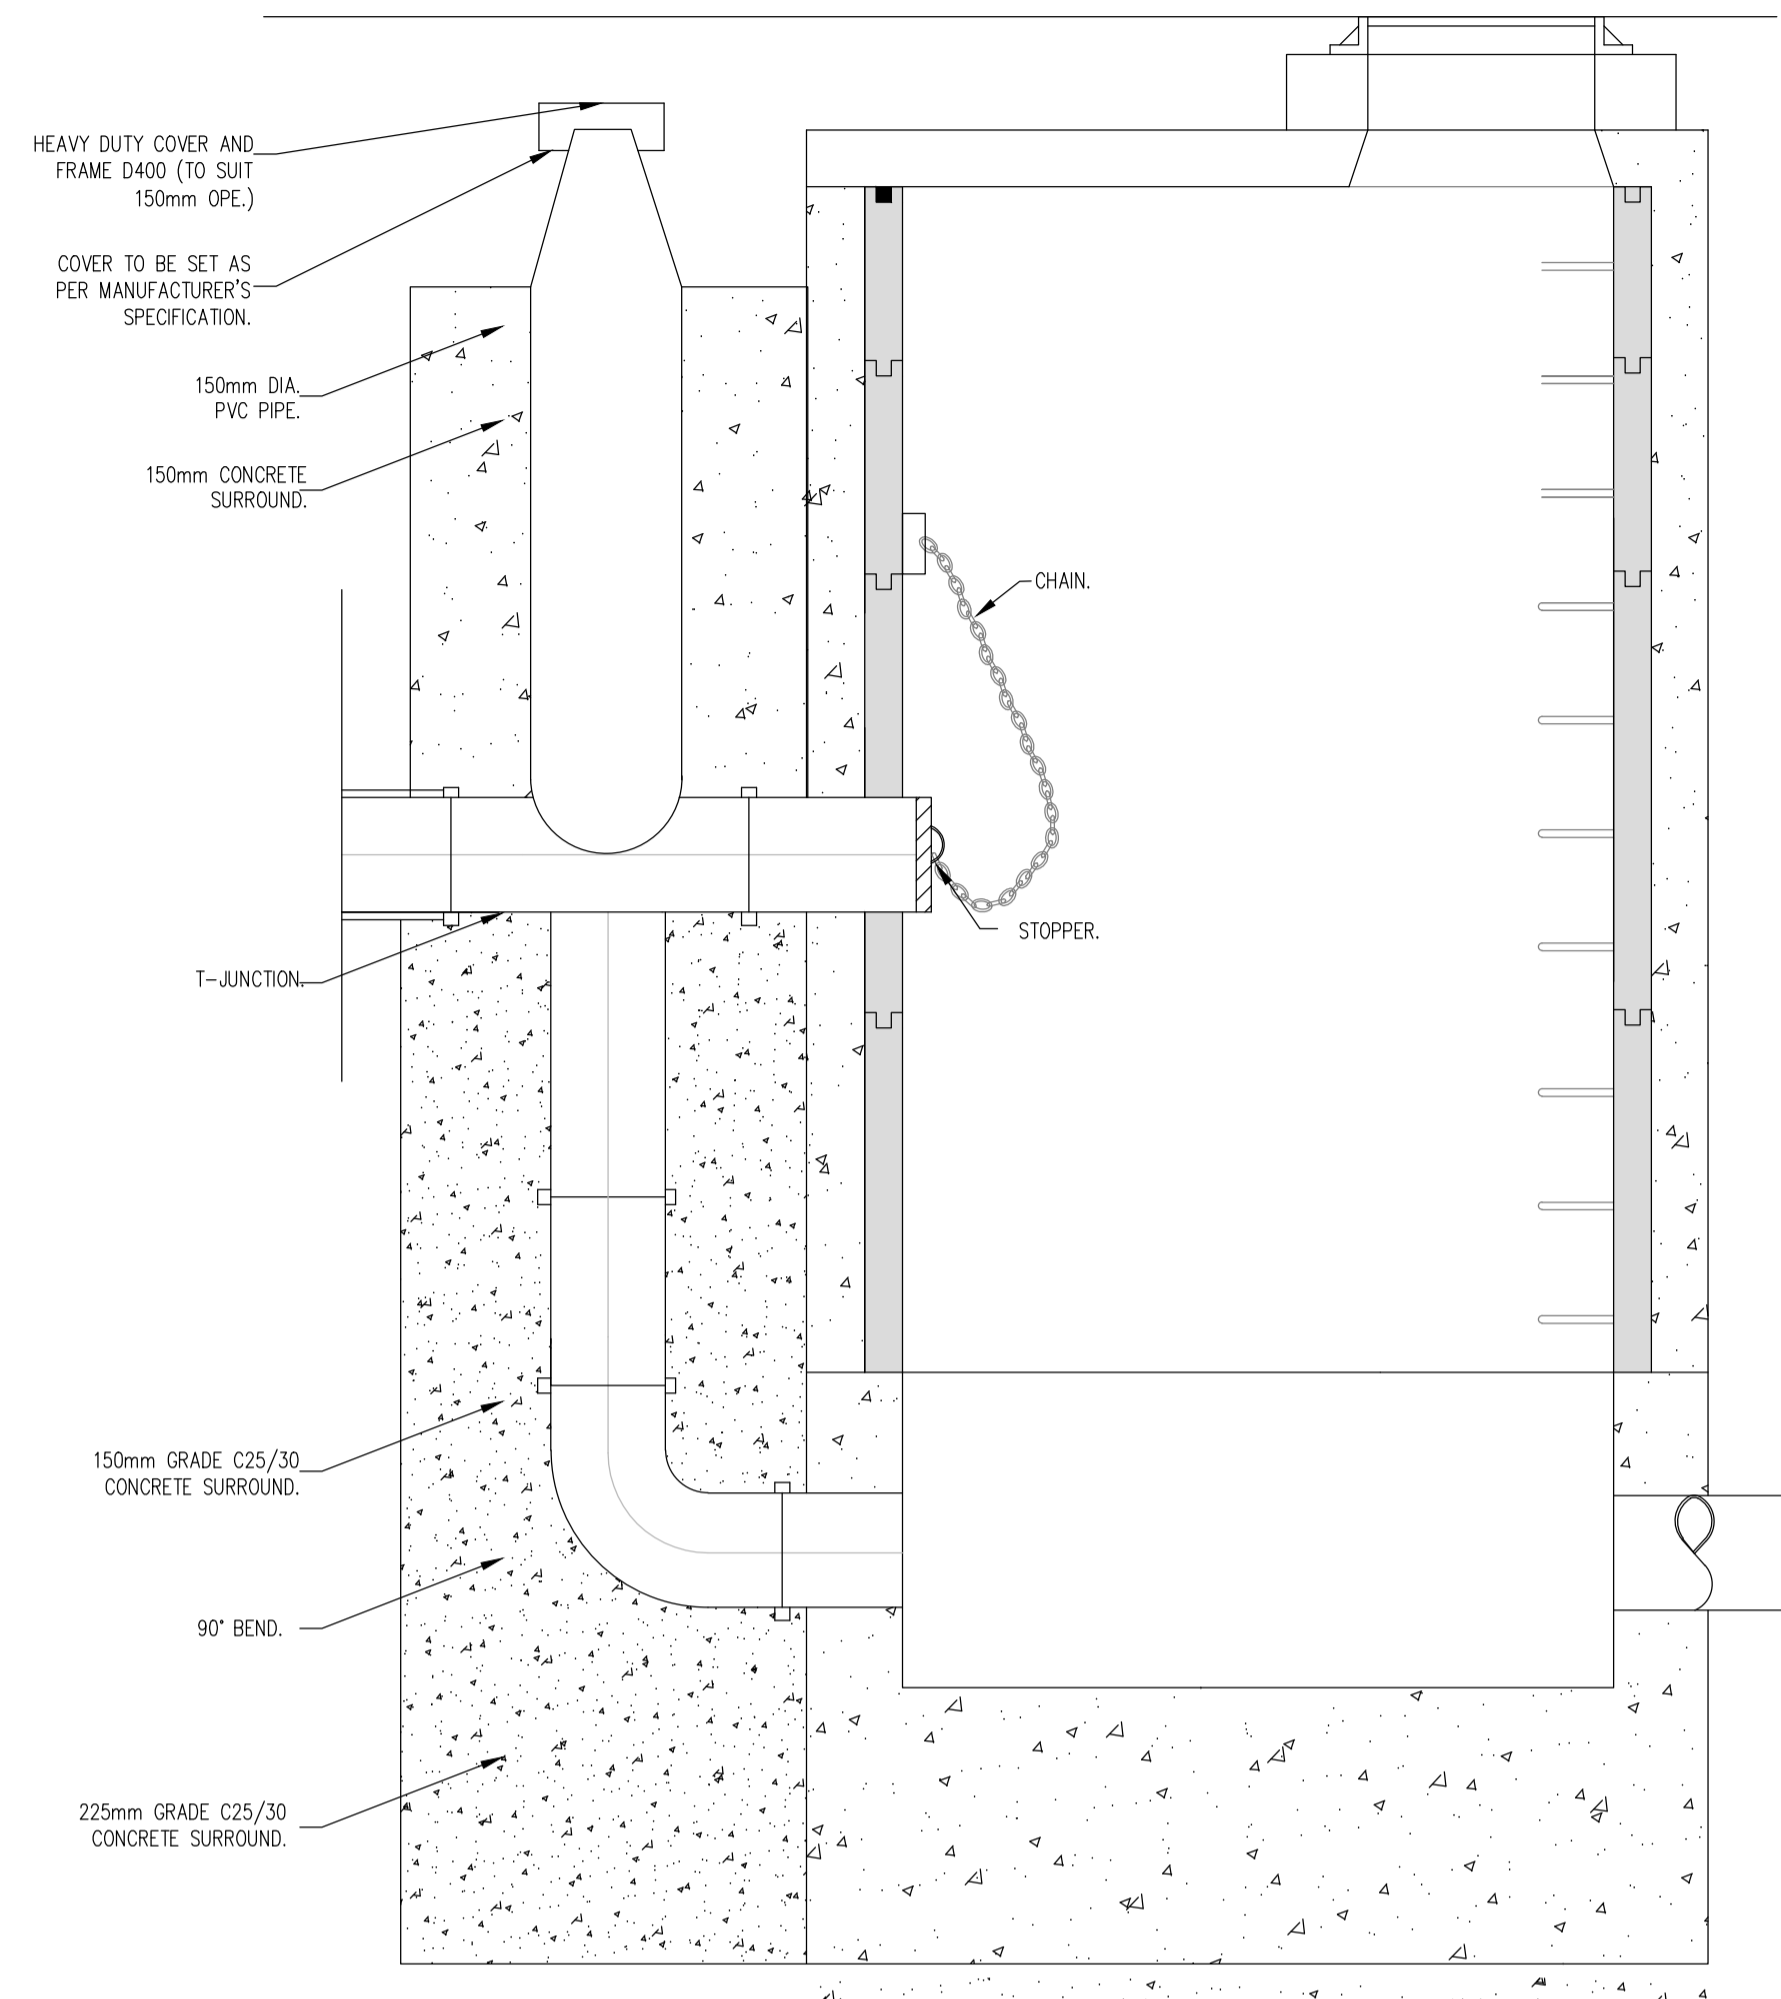 HEAVY DUTY COVER AND
FRAME D400 (TO SUIT
150mm OPE.)
COVER TO BE SET AS
PER MANUFACTURER'S
SPECIFICATION.
150mm DIA.
PVC PIPE.
150mm CONCRETE
SURROUND.
CHAIN.
STOPPER.
T-JUNCTION.
150mm GRADE C25/30
CONCRETE SURROUND.
90° BEND.
225mm GRADE C25/30
CONCRETE SURROUND.